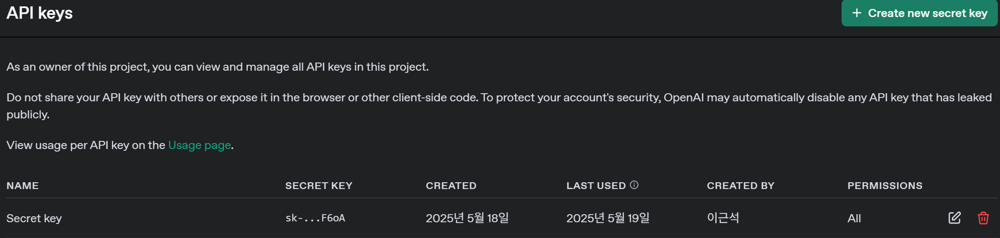 API keys
+ Create new secret key
As an owner of this project, you can view and manage all API keys in this project.
Do not share your API key with others or expose it in the browser or other client-side code. To protect your account's security, OpenAI may automatically disable any API key that has leaked
publicly.
View usage per API key on the Usage page.
NAME SECRET KEY CREATED LAST USED CREATED BY PERMISSIONS
Secret key sk-...F6oA 2025년 5월 18일 2025년 5월 19일 이근석 All